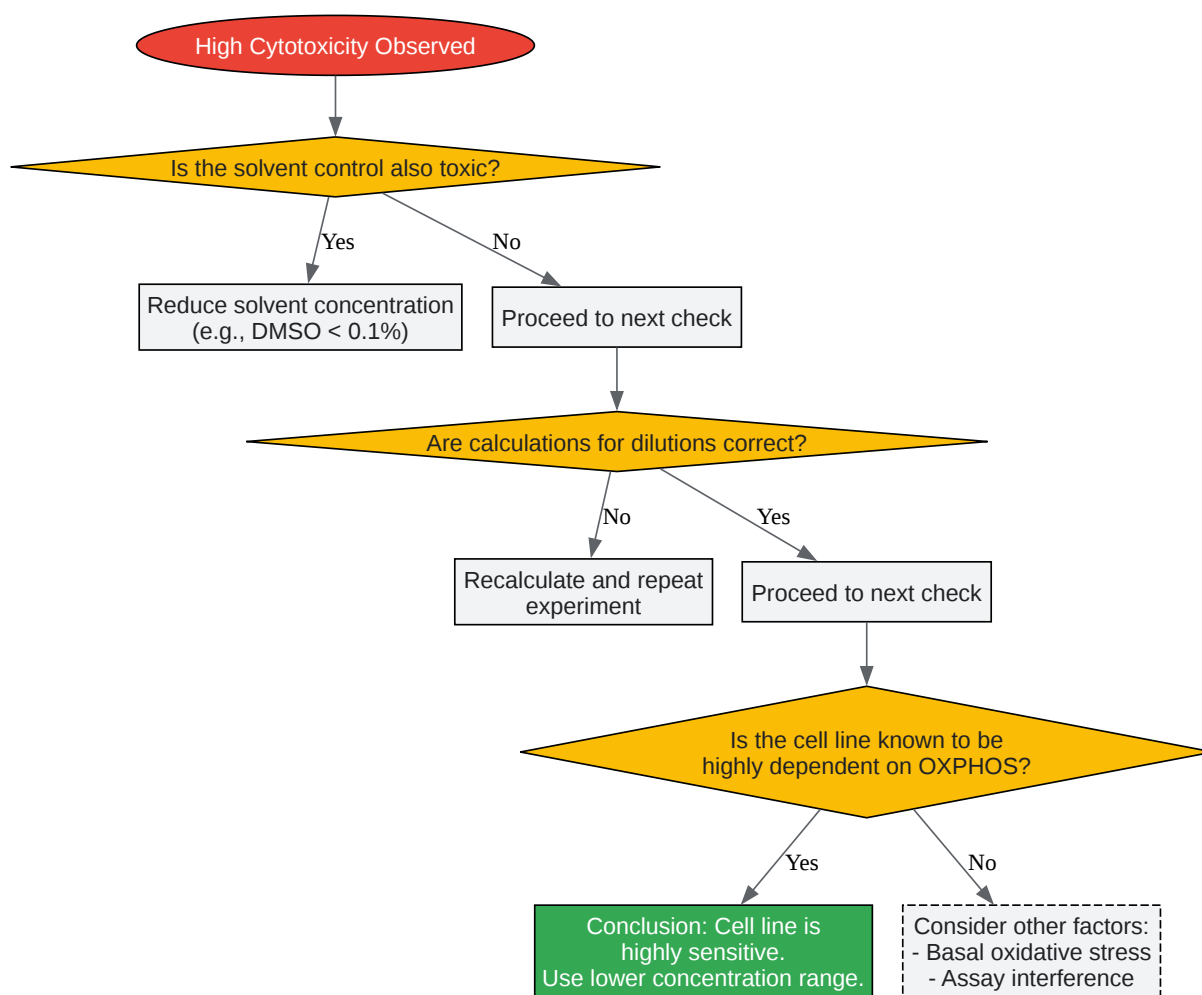 High Cytotoxicity Observed
Is the solvent control also toxic?
Yes
No
Reduce solvent concentration
(e.g., DMSO < 0.1%)
Proceed to next check
Are calculations for dilutions correct?
No
Yes
Recalculate and repeat
experiment
Proceed to next check
Is the cell line known to be
highly dependent on OXPHOS?
Yes
No
Conclusion: Cell line is
highly sensitive.
Use lower concentration range.
Consider other factors:
- Basal oxidative stress
- Assay interference